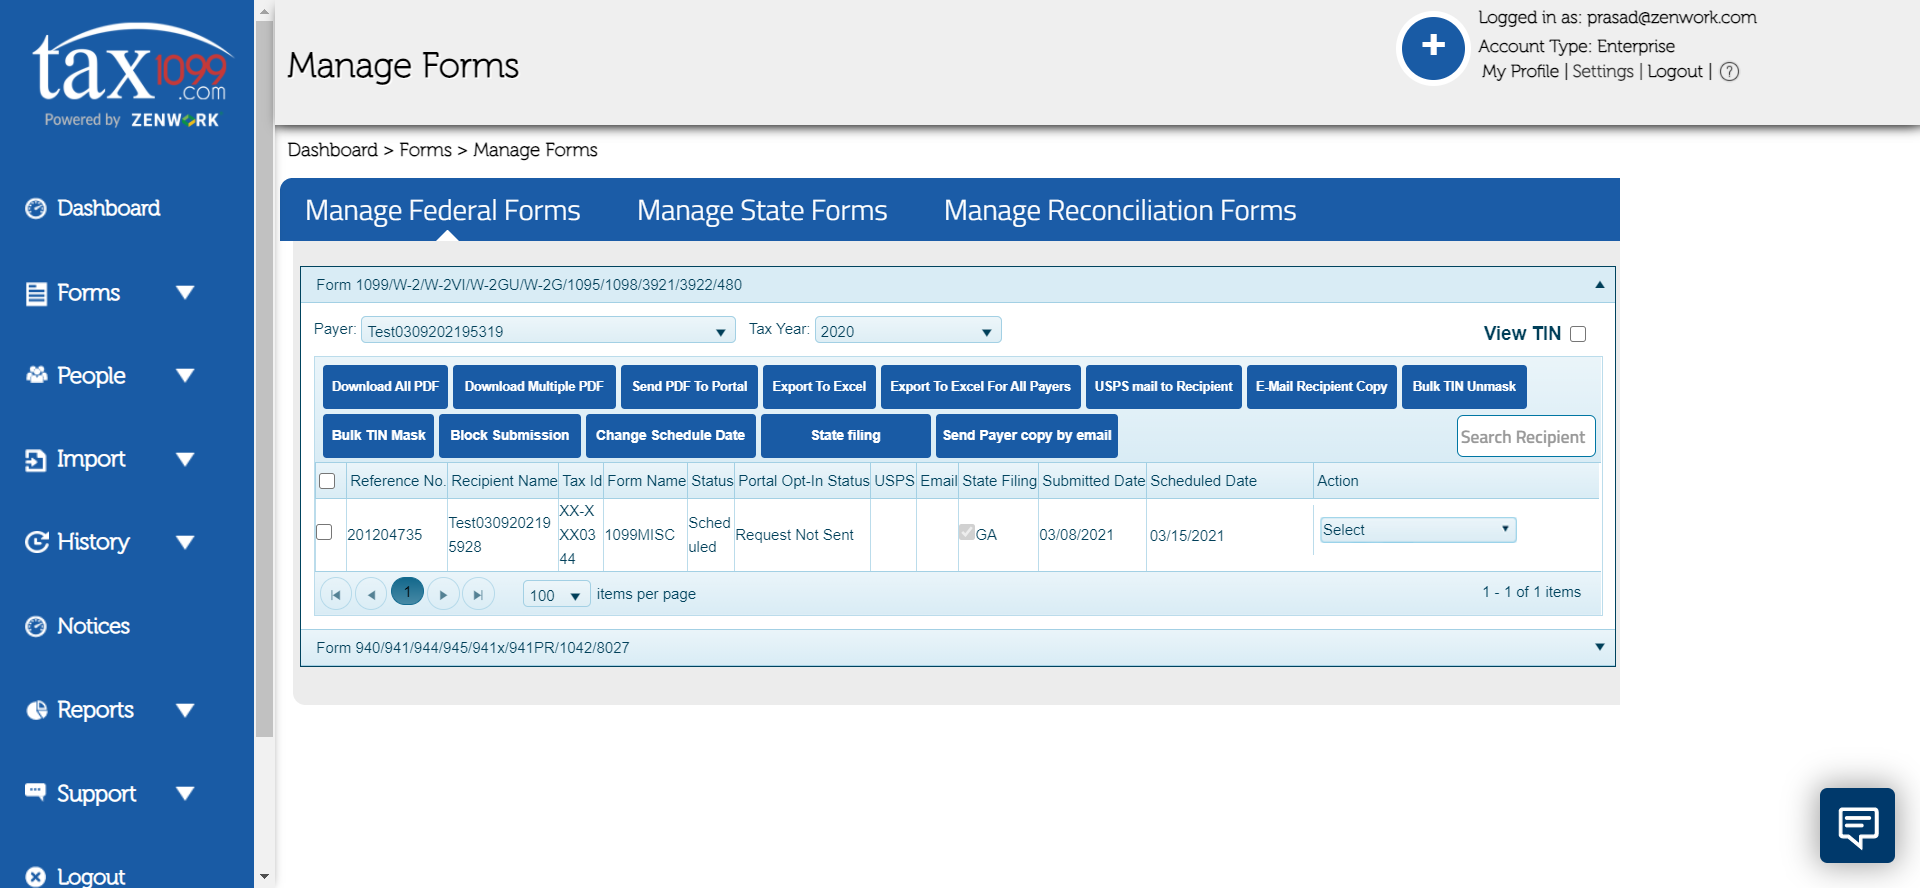 tax1099
.com
Powered by ZENWORK
Dashboard
Forms
People
Import
History
Notices
Reports
Support
Logout
Manage Forms
Logged in as: prasad@zenwork.com
Account Type: Enterprise
My Profile | Settings | Logout | ?
Dashboard > Forms > Manage Forms
Manage Federal Forms Manage State Forms Manage Reconciliation Forms
Form 1099/W-2/W-2VI/W-2GU/W-2G/1095/1098/3921/3922/480
Payer: Test0309202195319 Tax Year: 2020 View TIN
Download All PDF Download Multiple PDF Send PDF To Portal Export To Excel Export To Excel For All Payers USPS mail to Recipient E-Mail Recipient Copy Bulk TIN Unmask
Bulk TIN Mask Block Submission Change Schedule Date State filing Send Payer copy by email Search Recipient
Reference No. Recipient Name Tax Id Form Name Status Portal Opt-In Status USPS Email State Filing Submitted Date Scheduled Date Action
201204735 Test030920219
5928 XX-X
XX03
44 1099MISC Sched
uled Request Not Sent GA 03/08/2021 03/15/2021 Select
1 100 items per page 1 - 1 of 1 items
Form 940/941/944/945/941x/941PR/1042/8027